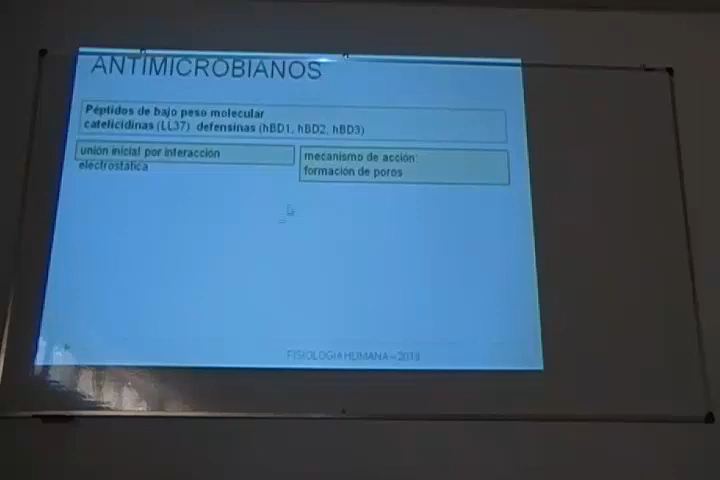 ANTIMICROBIANOS
Péptidos de bajo peso molecular
catelicidinas (LL37) defensinas (hBD1, hBD2, hBD3)
unión inicial por interacción
electrostática
mecanismo de acción:
formación de poros
FISIOLOGIA HUMANA – 2019